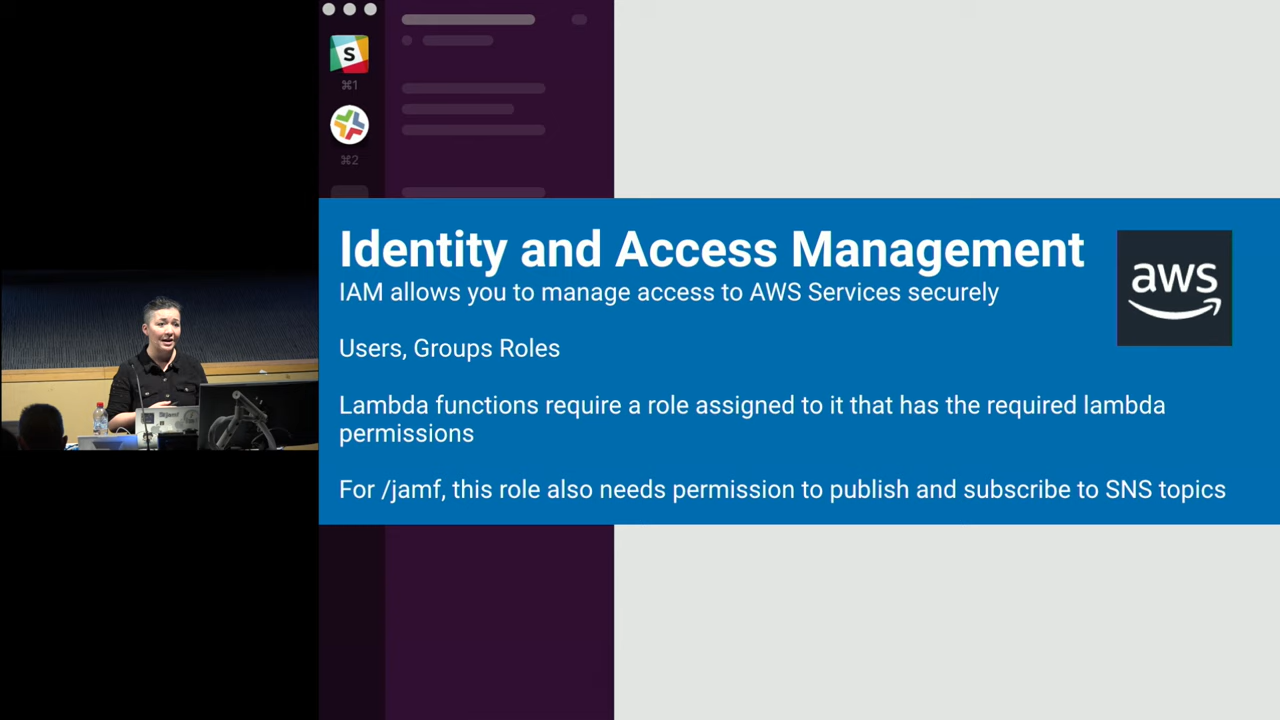 S
⌘1
⌘2
Identity and Access Management
IAM allows you to manage access to AWS Services securely
aws
Users, Groups Roles
Lambda functions require a role assigned to it that has the required lambda
permissions
For /jamf, this role also needs permission to publish and subscribe to SNS topics
jamf